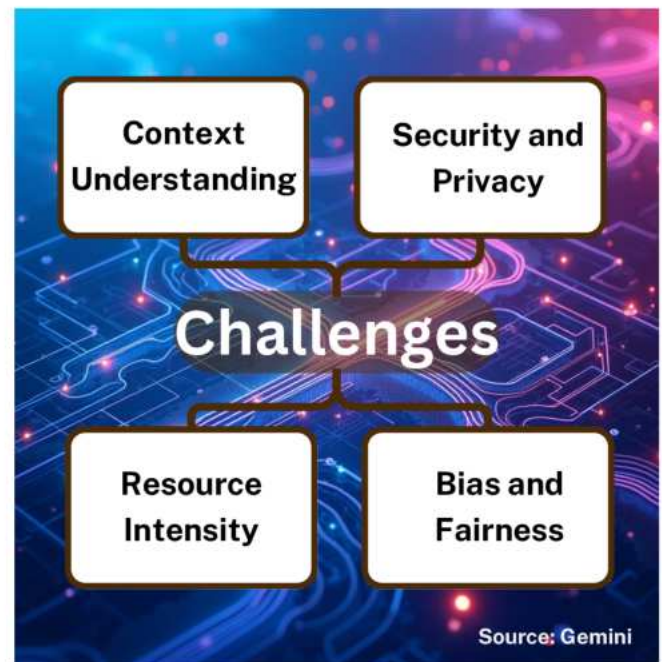 Context
Understanding
Security and
Privacy
Challenges
Resource
Intensity
Bias and
Fairness
Source: Gemini